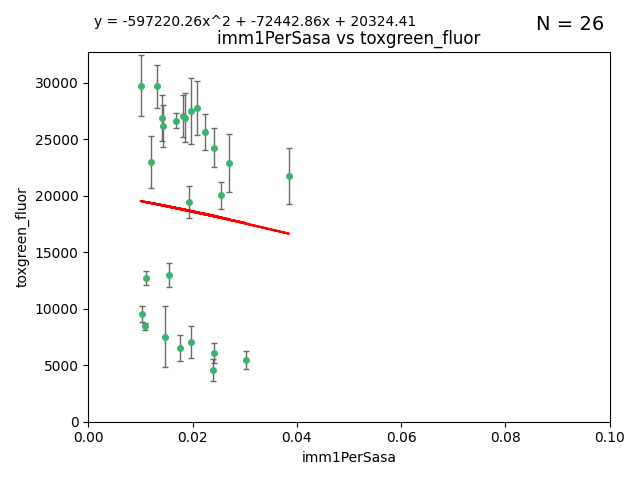 y = -597220.26x^2 + -72442.86x + 20324.41
N = 26
imm1PerSasa vs toxgreen_fluor
30000
25000
20000
15000
10000
5000
0
toxgreen_fluor
0.00 0.02 0.04 0.06 0.08 0.10
imm1PerSasa